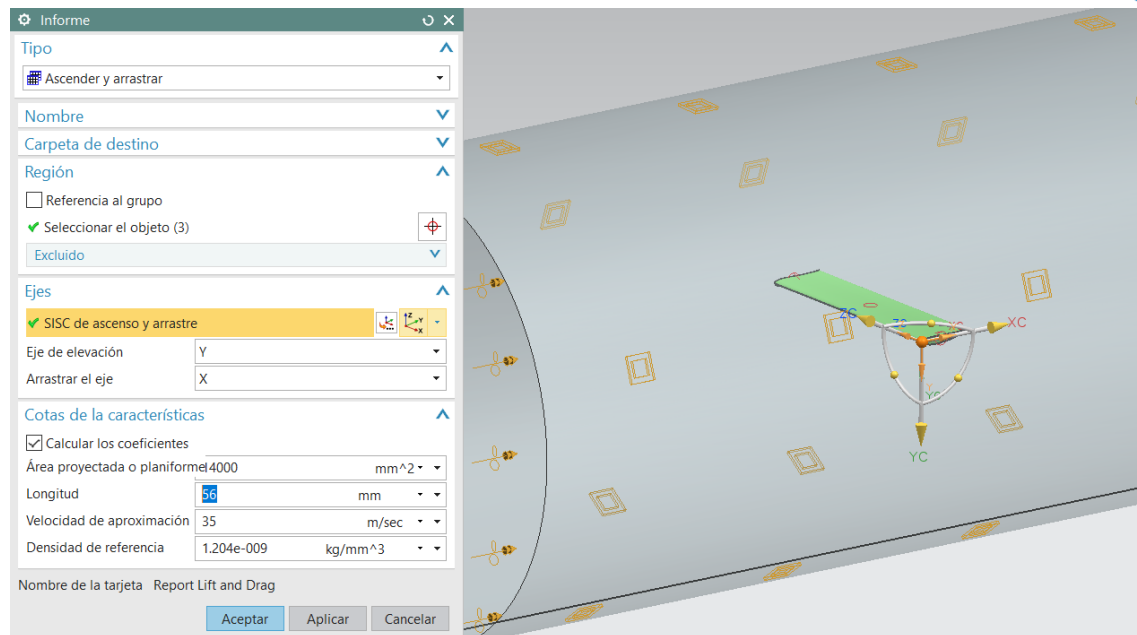 Informe
Tipo
Ascender y arrastrar
Nombre
Carpeta de destino
Región
Referencia al grupo
Seleccionar el objeto (3)
Excluido
Ejes
SISC de ascenso y arrastre
Eje de elevación Y
Arrastrar el eje X
Cotas de la características
Calcular los coeficientes
Área proyectada o planiforme 4000 mm^2
Longitud 56 mm
Velocidad de aproximación 35 m/sec
Densidad de referencia 1.204e-009 kg/mm^3
Nombre de la tarjeta Report Lift and Drag
Aceptar Aplicar Cancelar
ZC
XC
YC